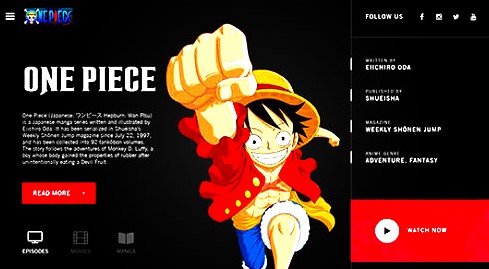 ONE PIECE
FOLLOW US
ONE PIECE
One Piece (Japanese: ワンピース Hepburn: Wan Pīsu)
is a Japanese manga series written and illustrated by
Eiichiro Oda. It has been serialized in Shueisha's
Weekly Shōnen Jump magazine since July 22, 1997,
and has been collected into 92 tankōbon volumes.
The story follows the adventures of Monkey D. Luffy, a
boy whose body gained the properties of rubber after
unintentionally eating a Devil Fruit.
READ MORE
EPISODES
MOVIES
MANGA
WRITTEN BY
EIICHIRO ODA
PUBLISHED BY
SHUEISHA
MAGAZINE
WEEKLY SHŌNEN JUMP
ANIME GENRE
ADVENTURE, FANTASY
WATCH NOW